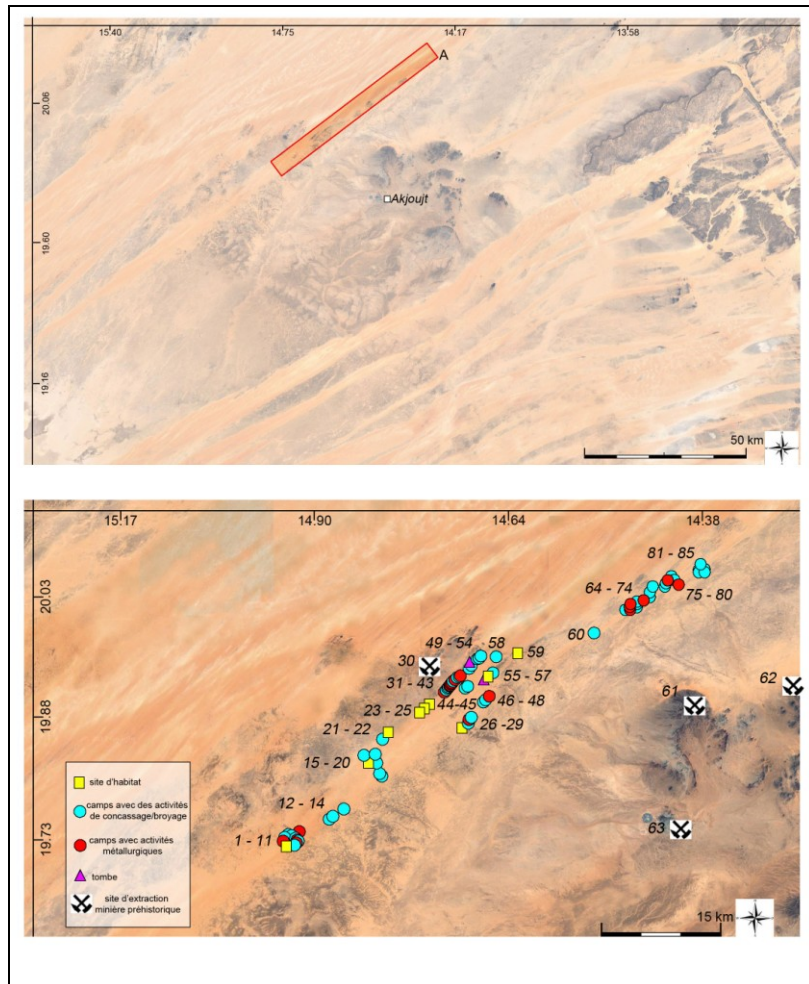 15:40 14:75 14:17 13:58
A
20.06
Akjoujt
19.60
19.16
50 km
15:17 14:90 14:64 14:38
81 - 85
20.03
64 - 74
75 - 80
49 - 54 58
60
59
30
55 - 57
62
31 - 43
61
44-45
46 - 48
19.88
23 - 25
26 -29
21 - 22
15 - 20
site d'habitat
camps avec des activités
de concassage/broyage
12 - 14
63
19.73
1 - 11
camps avec activités
métallurgiques
tombe
site d'extraction
minière préhistorique
15 km